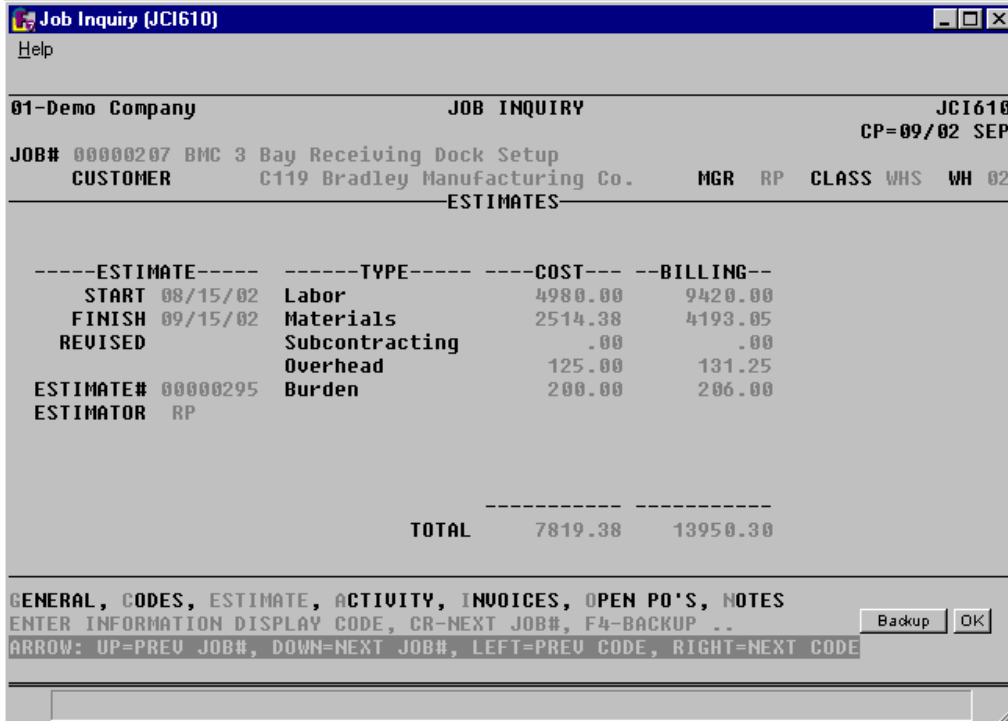 Job Inquiry (JCI610)
Help
01-Demo Company JOB INQUIRY JCI610
CP=09/02 SEP
JOB# 00000207 BMC 3 Bay Receiving Dock Setup
CUSTOMER C119 Bradley Manufacturing Co. MGR RP CLASS WHS WH 02
ESTIMATES
-----ESTIMATE----- ------TYPE----- ----COST--- --BILLING--
START 08/15/02 Labor 4980.00 9420.00
FINISH 09/15/02 Materials 2514.38 4193.05
REVISED Subcontracting .00 .00
Overhead 125.00 131.25
ESTIMATE# 00000295 Burden 200.00 206.00
ESTIMATOR RP
----------- -----------
TOTAL 7819.38 13950.30
GENERAL, CODES, ESTIMATE, ACTIVITY, INVOICES, OPEN PO'S, NOTES
ENTER INFORMATION DISPLAY CODE, CR-NEXT JOB#, F4-BACKUP .. Backup OK
ARROW: UP=PREV JOB#, DOWN=NEXT JOB#, LEFT=PREV CODE, RIGHT=NEXT CODE